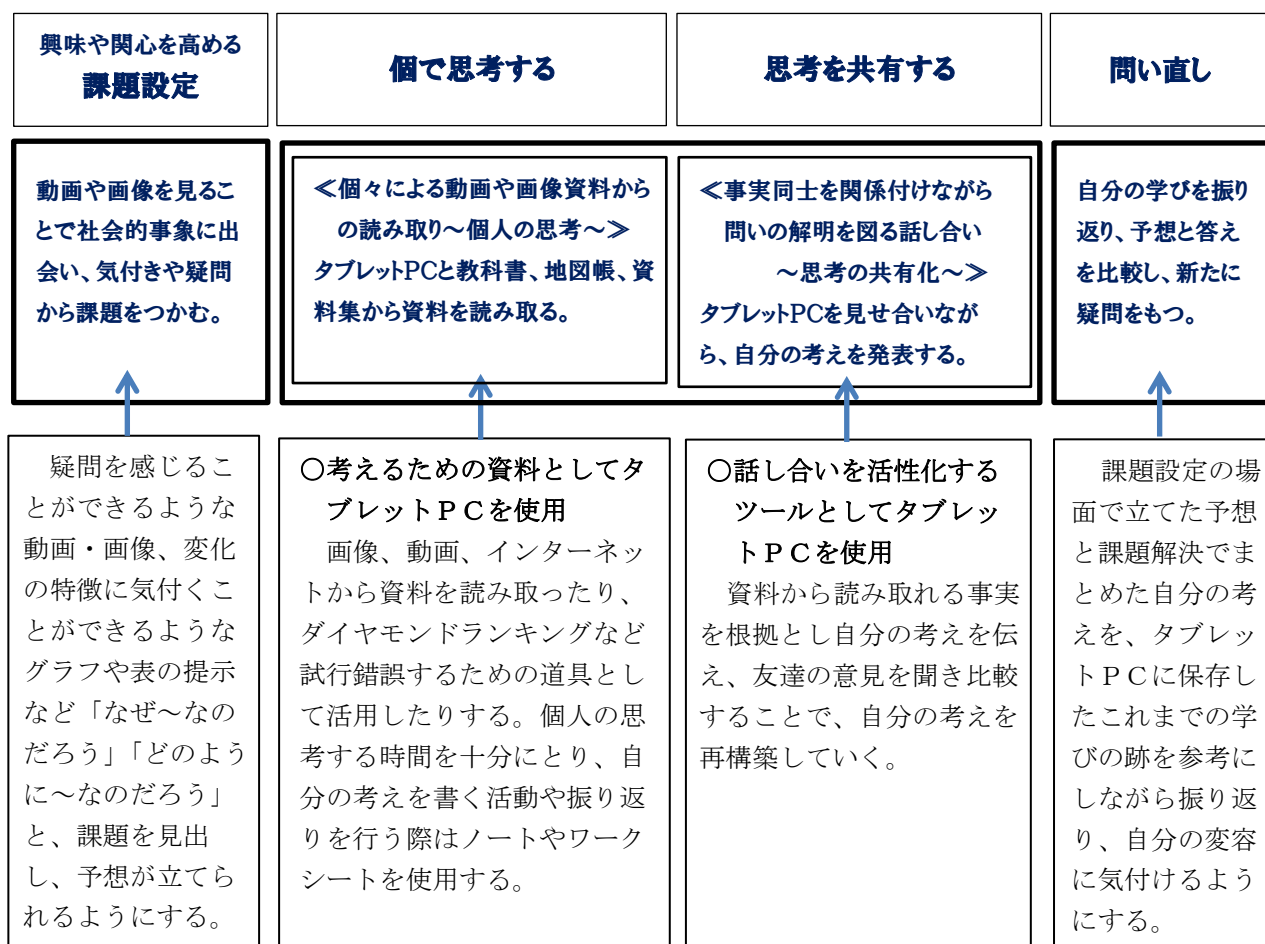 興味や関心を高める
課題設定
個で思考する
思考を共有する
問い直し
動画や画像を見るこ
とで社会的事象に出
会い、気付きや疑問
から課題をつかむ。
≪個々による動画や画像資料から
の読み取り～個人の思考～≫
タブレットPCと教科書、地図帳、資
料集から資料を読み取る。
≪事実同士を関係付けながら
問いの解明を図る話し合い
～思考の共有化～≫
タブレットPCを見せ合いなが
ら、自分の考えを発表する。
自分の学びを振り
返り、予想と答え
を比較し、新たに
疑問をもつ。
疑問を感じるこ
とができるような
動画・画像、変化
の特徴に気付くこ
とができるような
グラフや表の提示
など「なぜ～なの
だろう」「どのよう
に～なのだろう」
と、課題を見出
し、予想が立てら
れるようにする。
○考えるための資料としてタ
ブレットＰＣを使用
画像、動画、インターネッ
トから資料を読み取ったり、
ダイヤモンドランキングなど
試行錯誤するための道具とし
て活用したりする。個人の思
考する時間を十分にとり、自
分の考えを書く活動や振り返
りを行う際はノートやワーク
シートを使用する。
○話し合いを活性化する
ツールとしてタブレッ
トＰＣを使用
資料から読み取れる事実
を根拠とし自分の考えを伝
え、友達の意見を聞き比較
することで、自分の考えを
再構築していく。
課題設定の場
面で立てた予想
と課題解決でま
とめた自分の考
えを、タブレッ
トＰＣに保存し
たこれまでの学
びの跡を参考に
しながら振り返
り、自分の変容
に気付けるよう
にする。